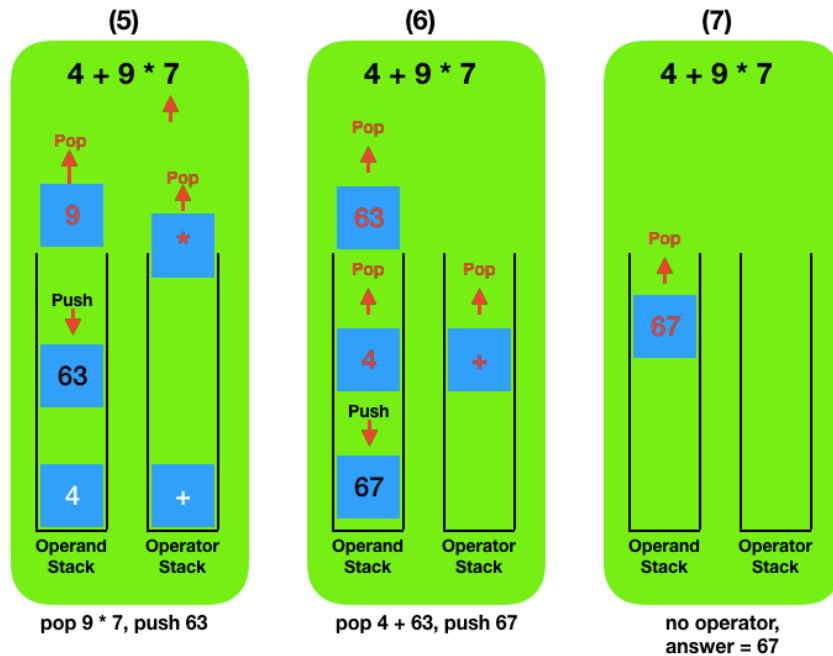 (5)
4 + 9 * 7
Pop
Pop
9
*
Push
63
4
+
Operand
Stack
Operator
Stack
pop 9 * 7, push 63
(6)
4 + 9 * 7
Pop
63
Pop
Pop
4
+
Push
67
Operand
Stack
Operator
Stack
pop 4 + 63, push 67
(7)
4 + 9 * 7
Pop
67
Operand
Stack
Operator
Stack
no operator,
answer = 67